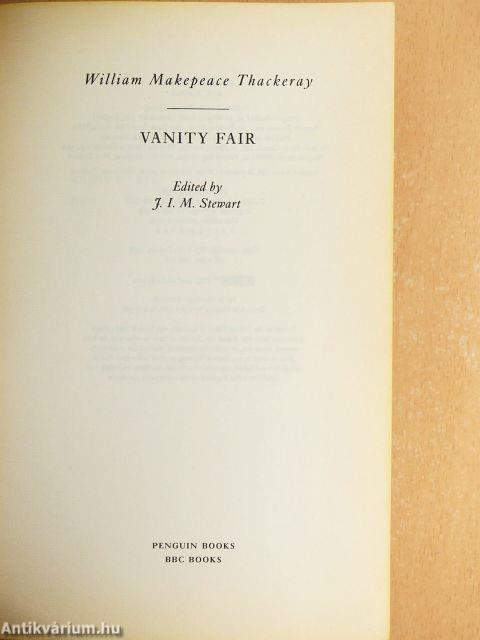 William Makepeace Thackeray
VANITY FAIR
Edited by
J. I. M. Stewart
PENGUIN BOOKS
BBC BOOKS
Antikvárium.hu